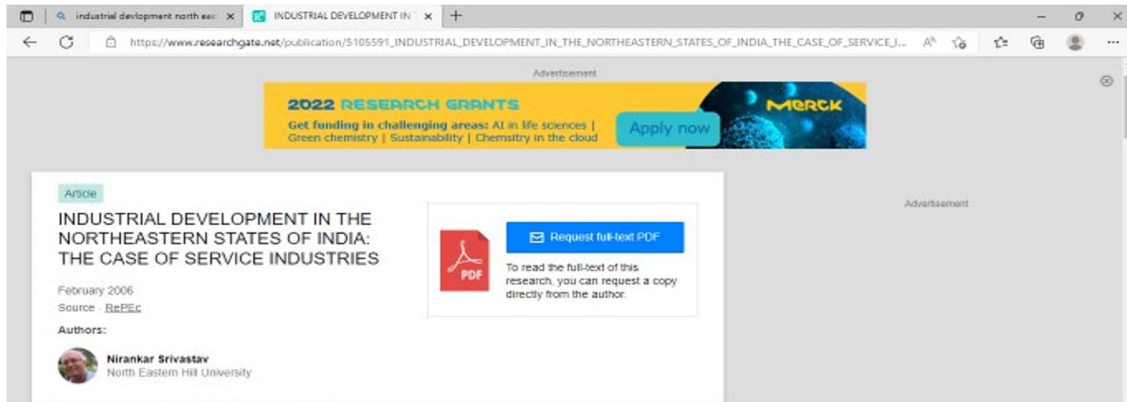 industrial devlopment north eas
INDUSTRIAL DEVELOPMENT IN T
https://www.researchgate.net/publication/5105591_INDUSTRIAL_DEVELOPMENT_IN_THE_NORTHEASTERN_STATES_OF_INDIA_THE_CASE_OF_SERVICE_I...
Advertisement
2022 RESEARCH GRANTS
Get funding in challenging areas: AI in life sciences |
Green chemistry | Sustainability | Chemsitry in the cloud
Apply now
MERCK
Article
INDUSTRIAL DEVELOPMENT IN THE
NORTHEASTERN STATES OF INDIA:
THE CASE OF SERVICE INDUSTRIES
February 2006
Source · RePEc
Authors:
Nirankar Srivastav
North Eastern Hill University
PDF
Request full-text PDF
To read the full-text of this
research, you can request a copy
directly from the author.
Advertisement